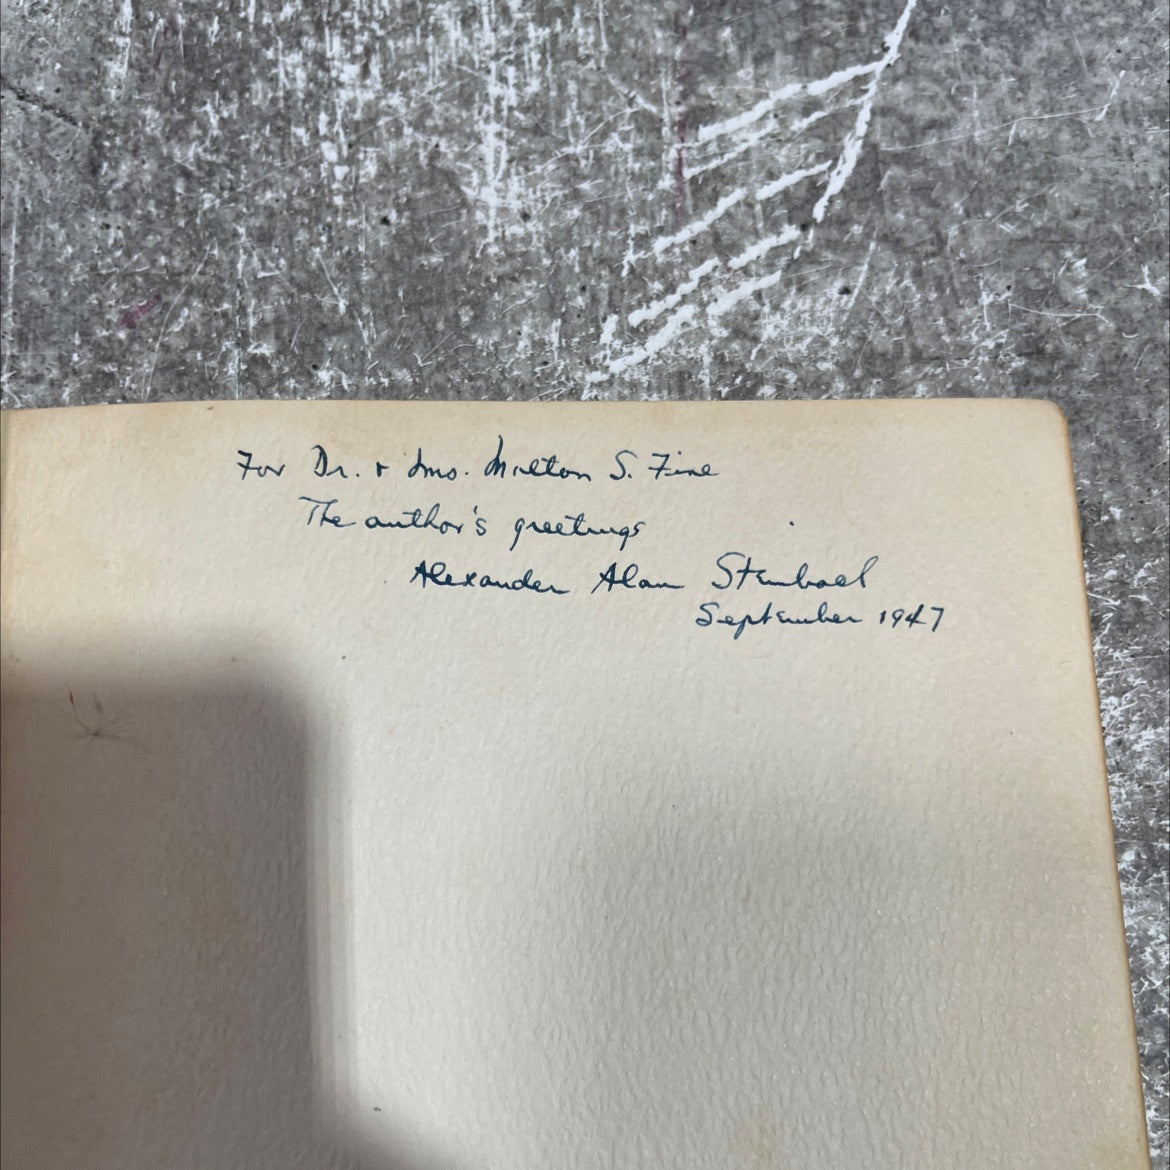 For Dr. & Mrs. Milton S. Fine
The author's greetings
Alexander Alan Steinbach
September 1947